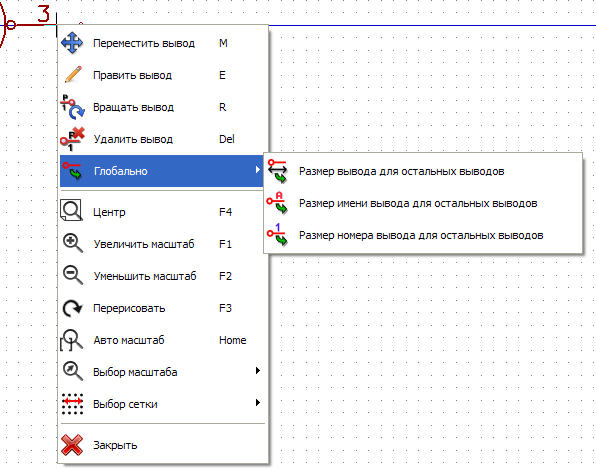 3
Переместить вывод M
Править вывод E
Вращать вывод R
Удалить вывод Del
Глобально
Размер вывода для остальных выводов
Размер имени вывода для остальных выводов
Размер номера вывода для остальных выводов
Центр F4
Увеличить масштаб F1
Уменьшить масштаб F2
Перерисовать F3
Авто масштаб Home
Выбор масштаба
Выбор сетки
Закрыть